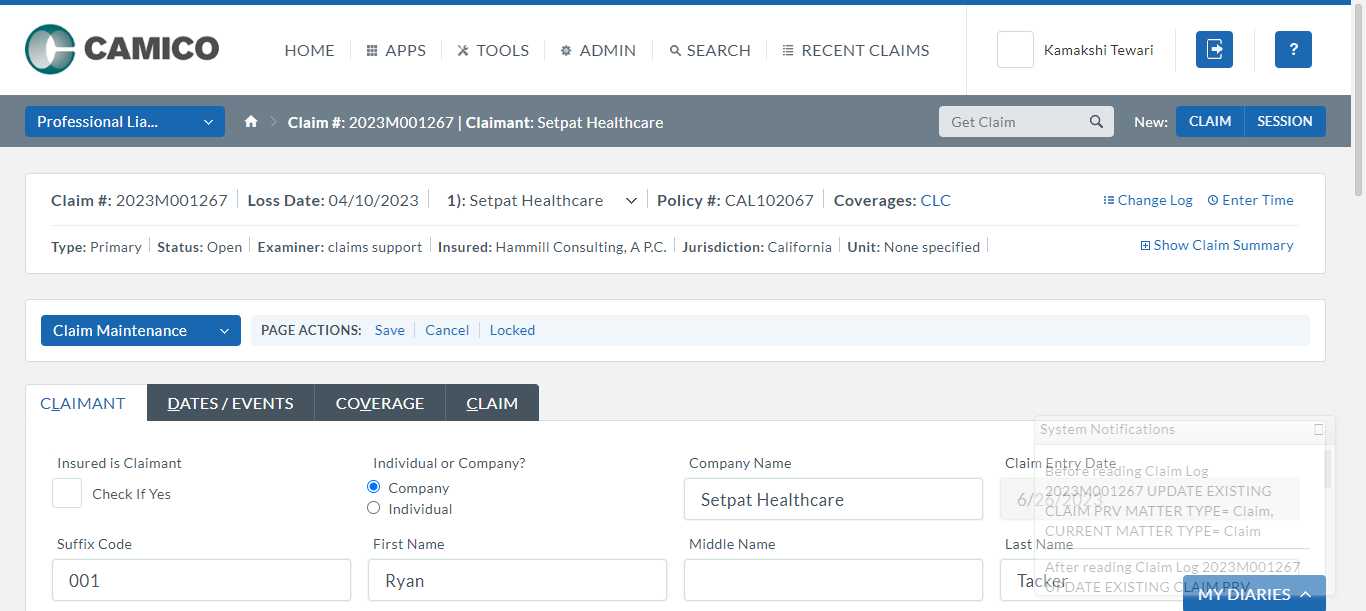 CAMICO
HOME APPS TOOLS ADMIN SEARCH RECENT CLAIMS Kamakshi Tewari ?
Professional Lia... Claim #: 2023M001267 | Claimant: Setpat Healthcare Get Claim New: CLAIM SESSION
Claim #: 2023M001267 Loss Date: 04/10/2023 1): Setpat Healthcare Policy #: CAL102067 Coverages: CLC Change Log Enter Time
Type: Primary Status: Open Examiner: claims support Insured: Hammill Consulting, A P.C. Jurisdiction: California Unit: None specified Show Claim Summary
Claim Maintenance PAGE ACTIONS: Save Cancel Locked
CLAIMANT DATES / EVENTS COVERAGE CLAIM
System Notifications
Insured is Claimant Individual or Company? Company Name Claim Entry Date
Check If Yes Company Setpat Healthcare 6/26/2023
Individual
Before reading Claim Log
2023M001267 UPDATE EXISTING
CLAIM PRV MATTER TYPE= Claim,
CURRENT MATTER TYPE= Claim
Suffix Code First Name Middle Name Last Name
001 Ryan Tacker
After reading Claim Log 2023M001267
UPDATE EXISTING CLAIM PRV
MY DIARIES